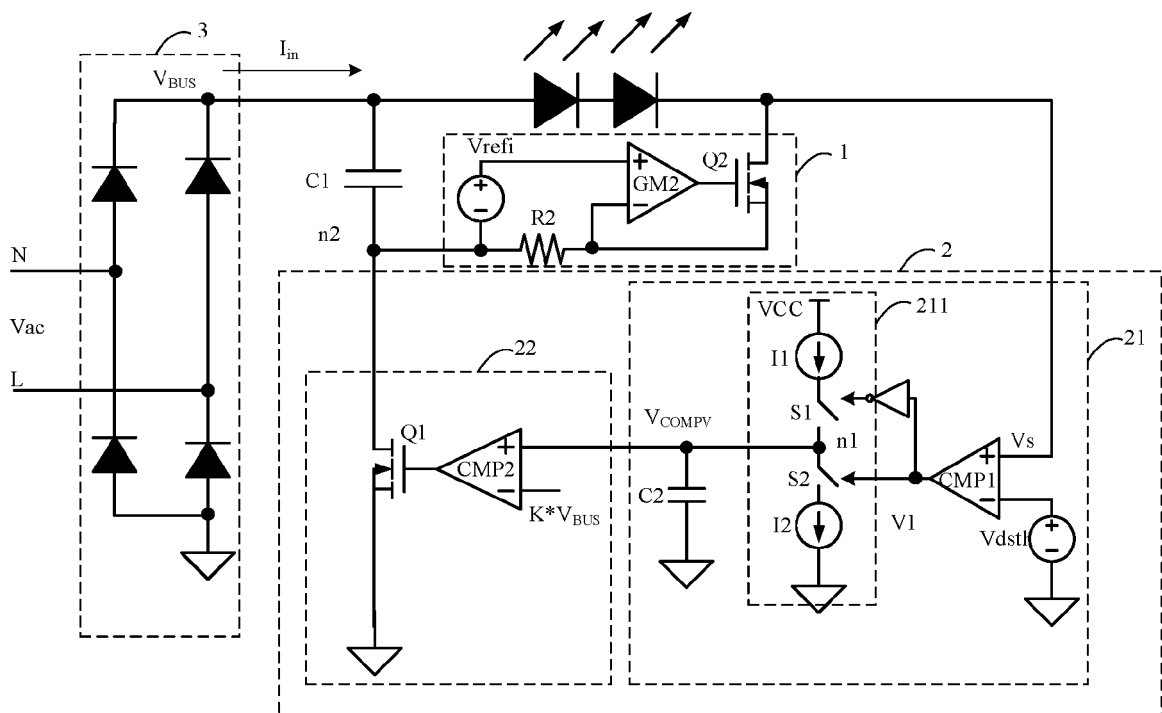 3
I_in
V_BUS
Vrefi
+
−
+
−
GM2
Q2
1
C1
n2
R2
N
2
Vac
VCC
211
I1
21
22
L
S1
V_COMPV
n1
Vs
Q1
+
−
CMP2
S2
+
−
CMP1
C2
K*V_BUS
I2
V1
Vdsth
+
−